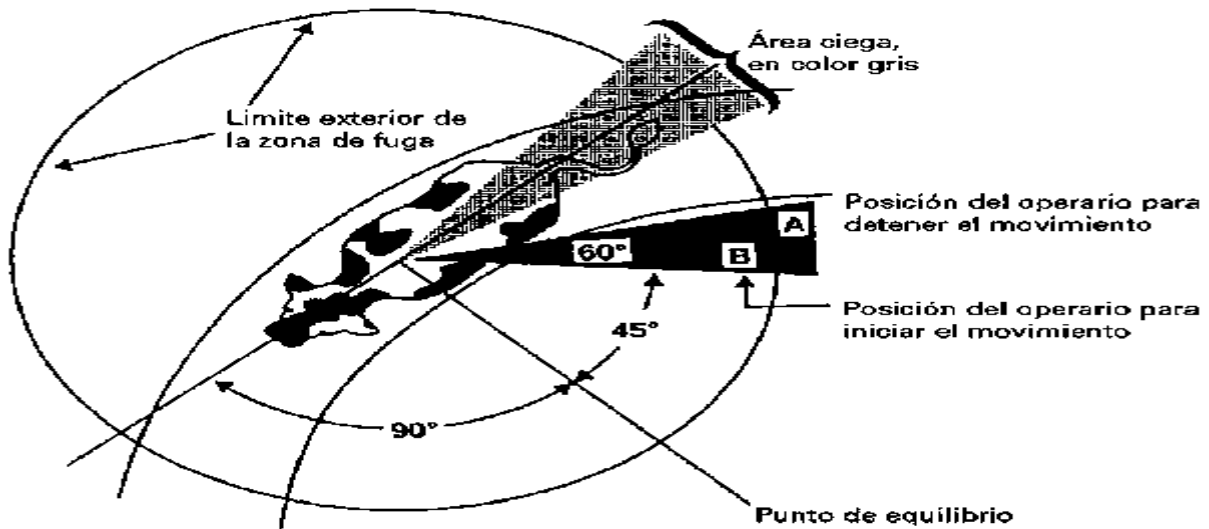 Área ciega,
en color gris
Limite exterior de
la zona de fuga
Posición del operario para
detener el movimiento
A
60°
B
Posición del operario para
iniciar el movimiento
45°
90°
Punto de equilibrio